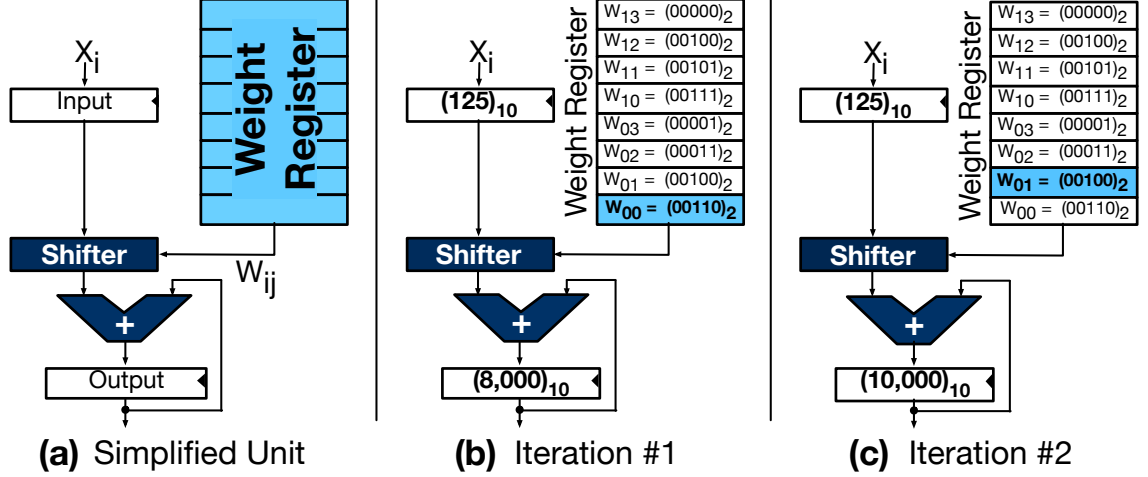 X_i
Input
Weight
Register
Shifter
W_ij
+
Output
(a) Simplified Unit
X_i
(125)_10
Weight Register
W_13 = (00000)_2
W_12 = (00100)_2
W_11 = (00101)_2
W_10 = (00111)_2
W_03 = (00001)_2
W_02 = (00011)_2
W_01 = (00100)_2
W_00 = (00110)_2
Shifter
+
(8,000)_10
(b) Iteration #1
X_i
(125)_10
Weight Register
W_13 = (00000)_2
W_12 = (00100)_2
W_11 = (00101)_2
W_10 = (00111)_2
W_03 = (00001)_2
W_02 = (00011)_2
W_01 = (00100)_2
W_00 = (00110)_2
Shifter
+
(10,000)_10
(c) Iteration #2